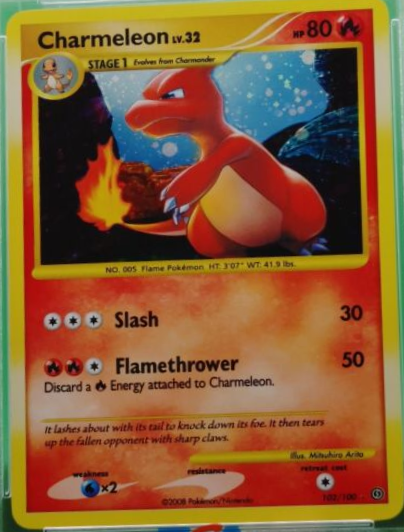 Charmeleon LV.32 HP 80
STAGE 1 Evolves from Charmander
NO. 005 Flame Pokémon HT: 3'07" WT: 41.9 lbs.
Slash 30
Flamethrower 50
Discard a Energy attached to Charmeleon.
It lashes about with its tail to knock down its foe. It then tears
up the fallen opponent with sharp claws.
Illus. Mitsuhiro Arita
weakness resistance retreat cost
×2
©2008 Pokémon/Nintendo 102/100